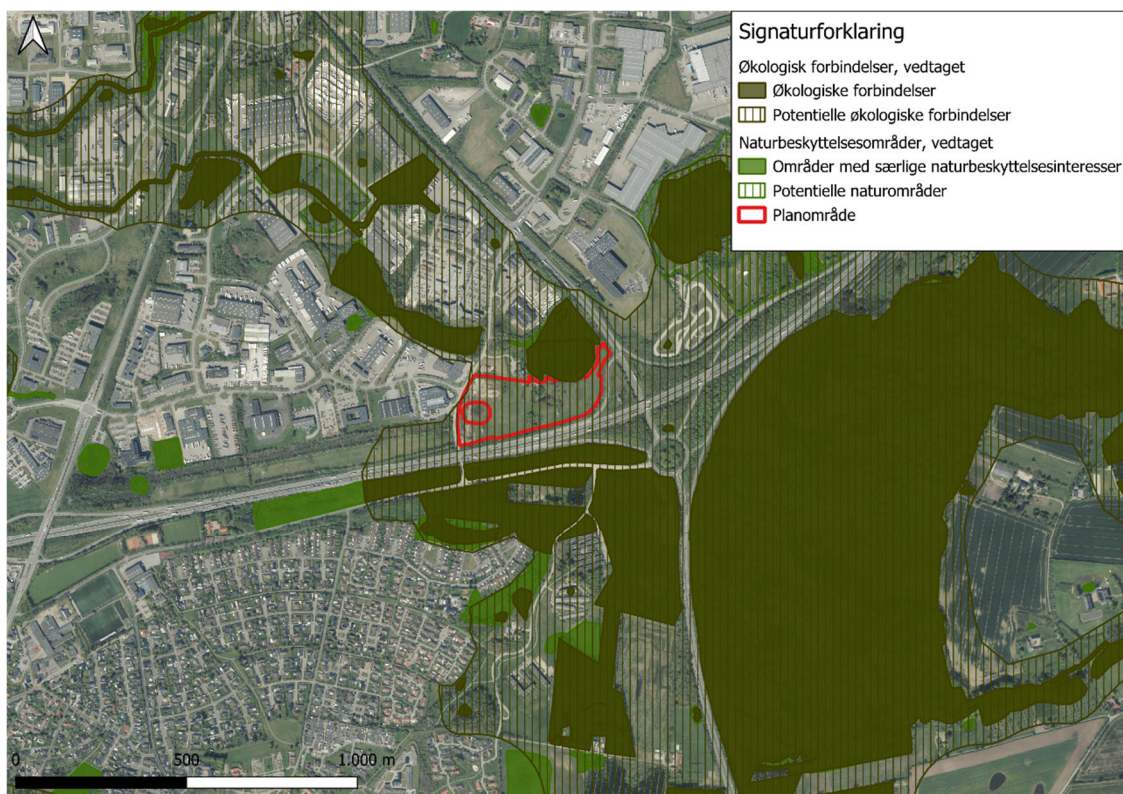 Signaturforklaring
Økologisk forbindelser, vedtaget
Økologiske forbindelser
Potentielle økologiske forbindelser
Naturbeskyttelsesområder, vedtaget
Områder med særlige naturbeskyttelsesinteresser
Potentielle naturområder
Planområde
0 500 1.000 m